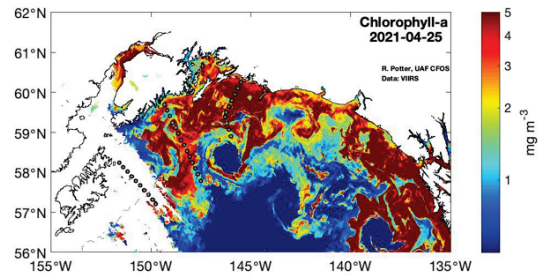 Chlorophyll-a
2021-04-25
R. Potter, UAF CFOS
Data: VIIRS
62°N
61°N
60°N
59°N
58°N
57°N
56°N
155°W
150°W
145°W
140°W
135°W
5
4
3
2
1
mg m⁻³